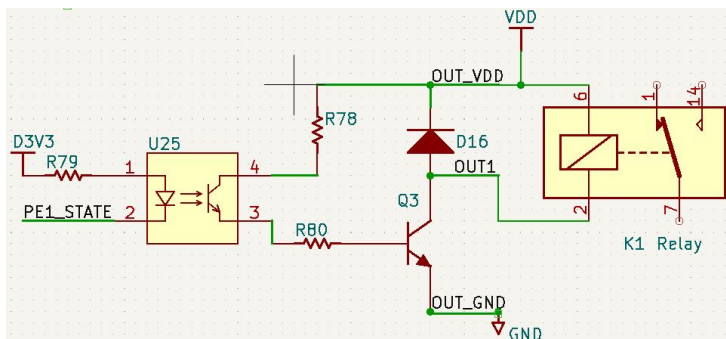 VDD
OUT_VDD
6
1
14
R78
D3V3
U25
D16
R79
1
4
OUT1
Q3
PE1_STATE
2
3
2
7
R80
K1 Relay
OUT_GND
GND